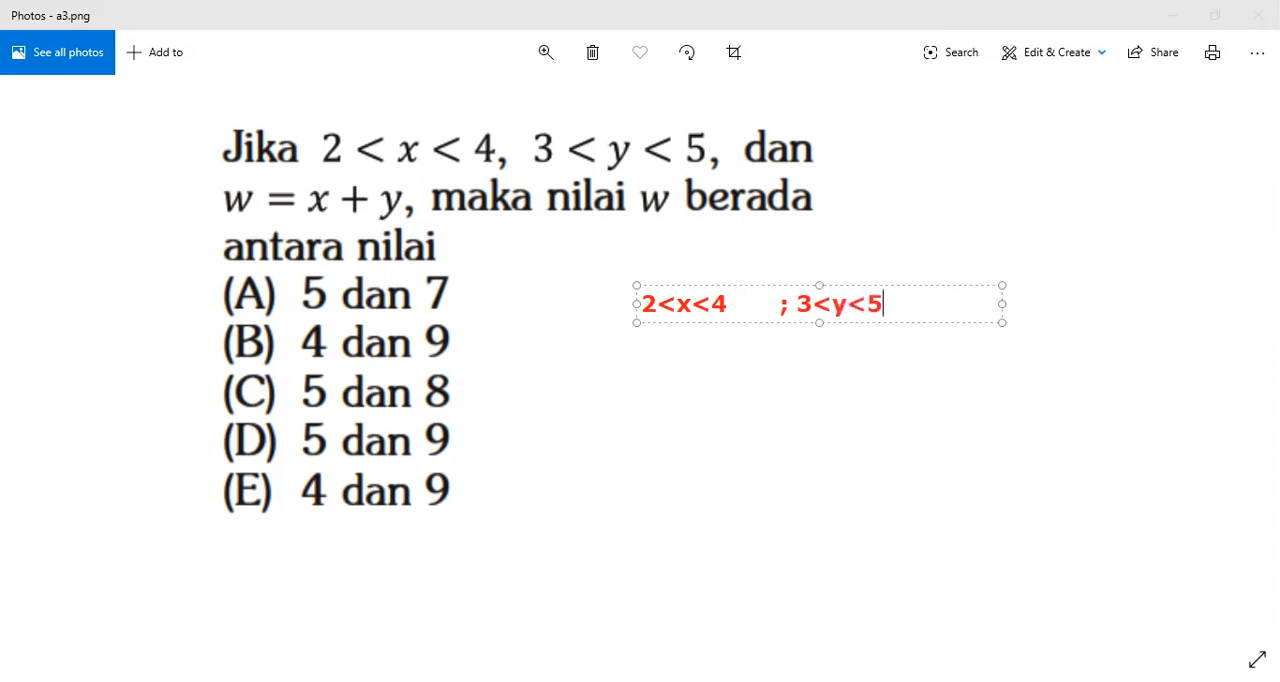 Photos - a3.png
See all photos
Add to
Search
Edit & Create
Share
Jika 2 < x < 4, 3 < y < 5, dan
w = x + y, maka nilai w berada
antara nilai
(A) 5 dan 7
(B) 4 dan 9
(C) 5 dan 8
(D) 5 dan 9
(E) 4 dan 9
2<x<4 ; 3<y<5